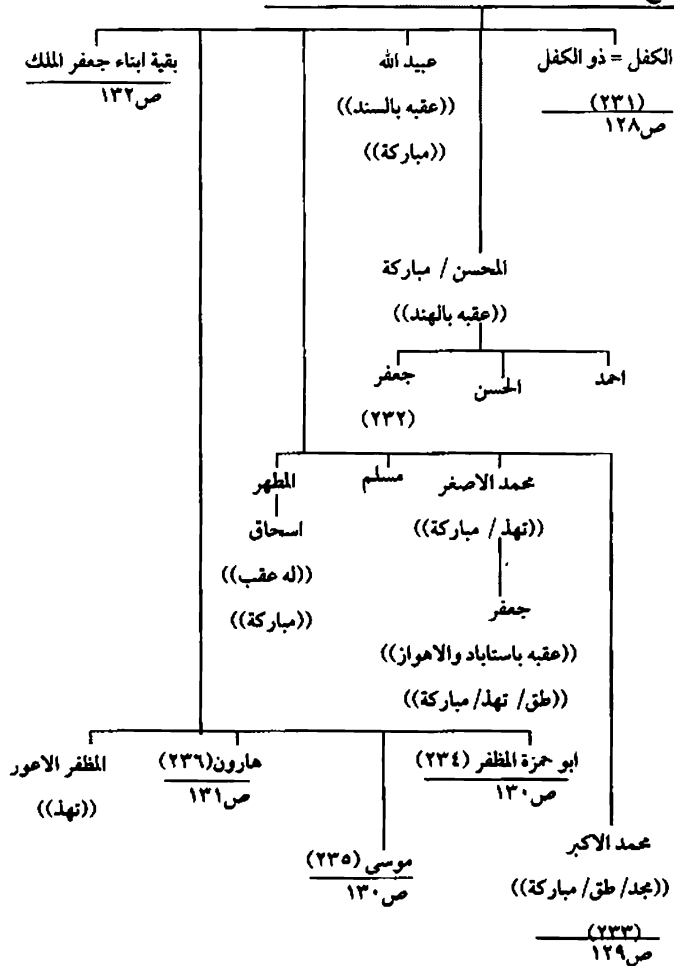 الكفل = ذو الكفل
(٢٣١)
ص١٢٨
عبيد الله
((عقبه بالسند))
((مباركة))
بقية ابناء جعفر الملك
ص١٣٢
المحسن / مباركة
((عقبه بالهند))
احمد
الحسن
جعفر
(٢٣٢)
محمد الاصغر
((تهذ / مباركة))
مسلم
المطهر
اسحاق
((له عقب))
((مباركة))
جعفر
((عقبه باستاباد والاهواز))
((طق/ تهذ/ مباركة))
ابو حمزة المظفر (٢٣٤)
ص١٣٠
هارون(٢٣٦)
ص١٣١
المظفر الاعور
((تهذ))
موسى (٢٣٥)
ص١٣٠
محمد الاكبر
((مجد/ طق/ مباركة))
(٢٣٣)
ص١٢٩